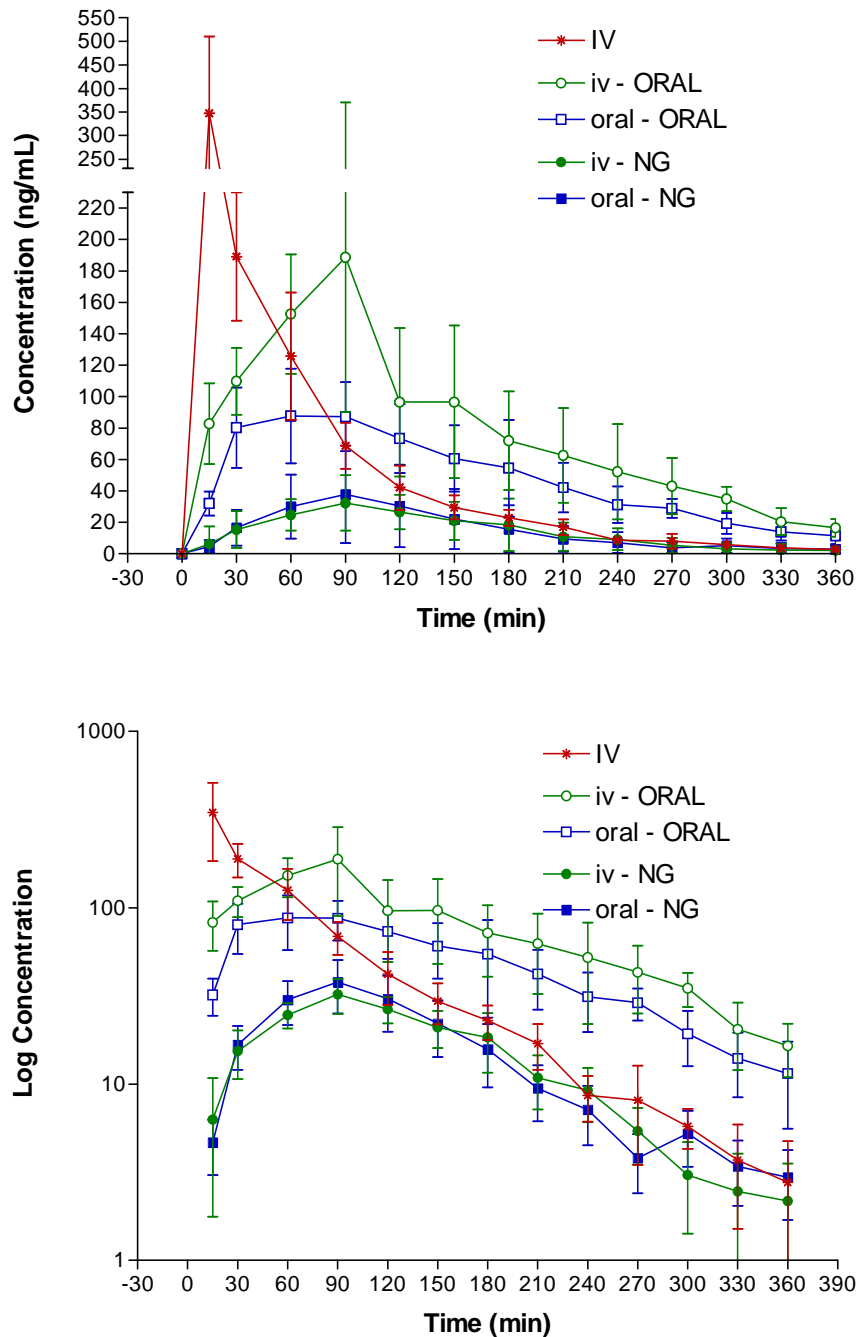 550
500
450
400
350
300
250
220
200
180
160
140
120
100
80
60
40
20
0
Concentration (ng/mL)
IV
iv - ORAL
oral - ORAL
iv - NG
oral - NG
-30 0 30 60 90 120 150 180 210 240 270 300 330 360
Time (min)
1000
100
10
1
Log Concentration
IV
iv - ORAL
oral - ORAL
iv - NG
oral - NG
-30 0 30 60 90 120 150 180 210 240 270 300 330 360 390
Time (min)